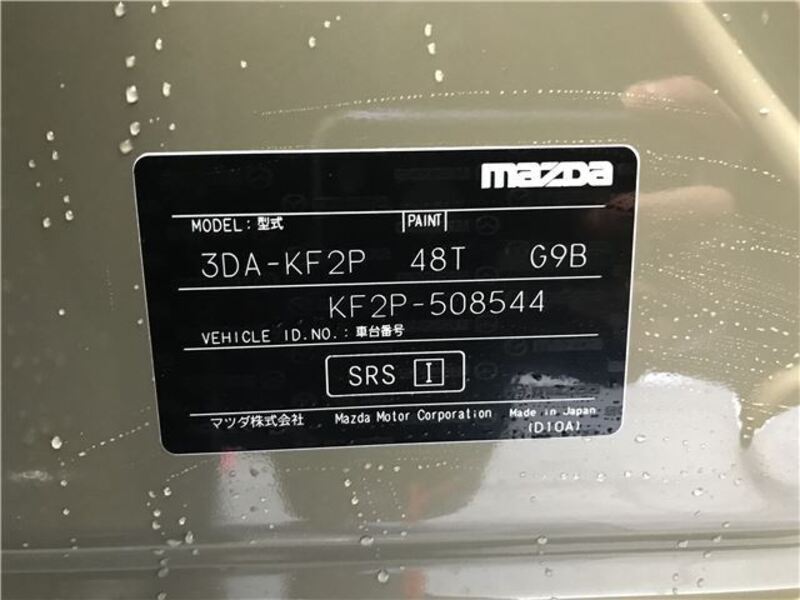 mazda
MODEL:型式 PAINT
3DA-KF2P 48T G9B
KF2P-508544
VEHICLE ID.NO.:車台番号
SRS I
マツダ株式会社 Mazda Motor Corporation Made in Japan
(D10A)